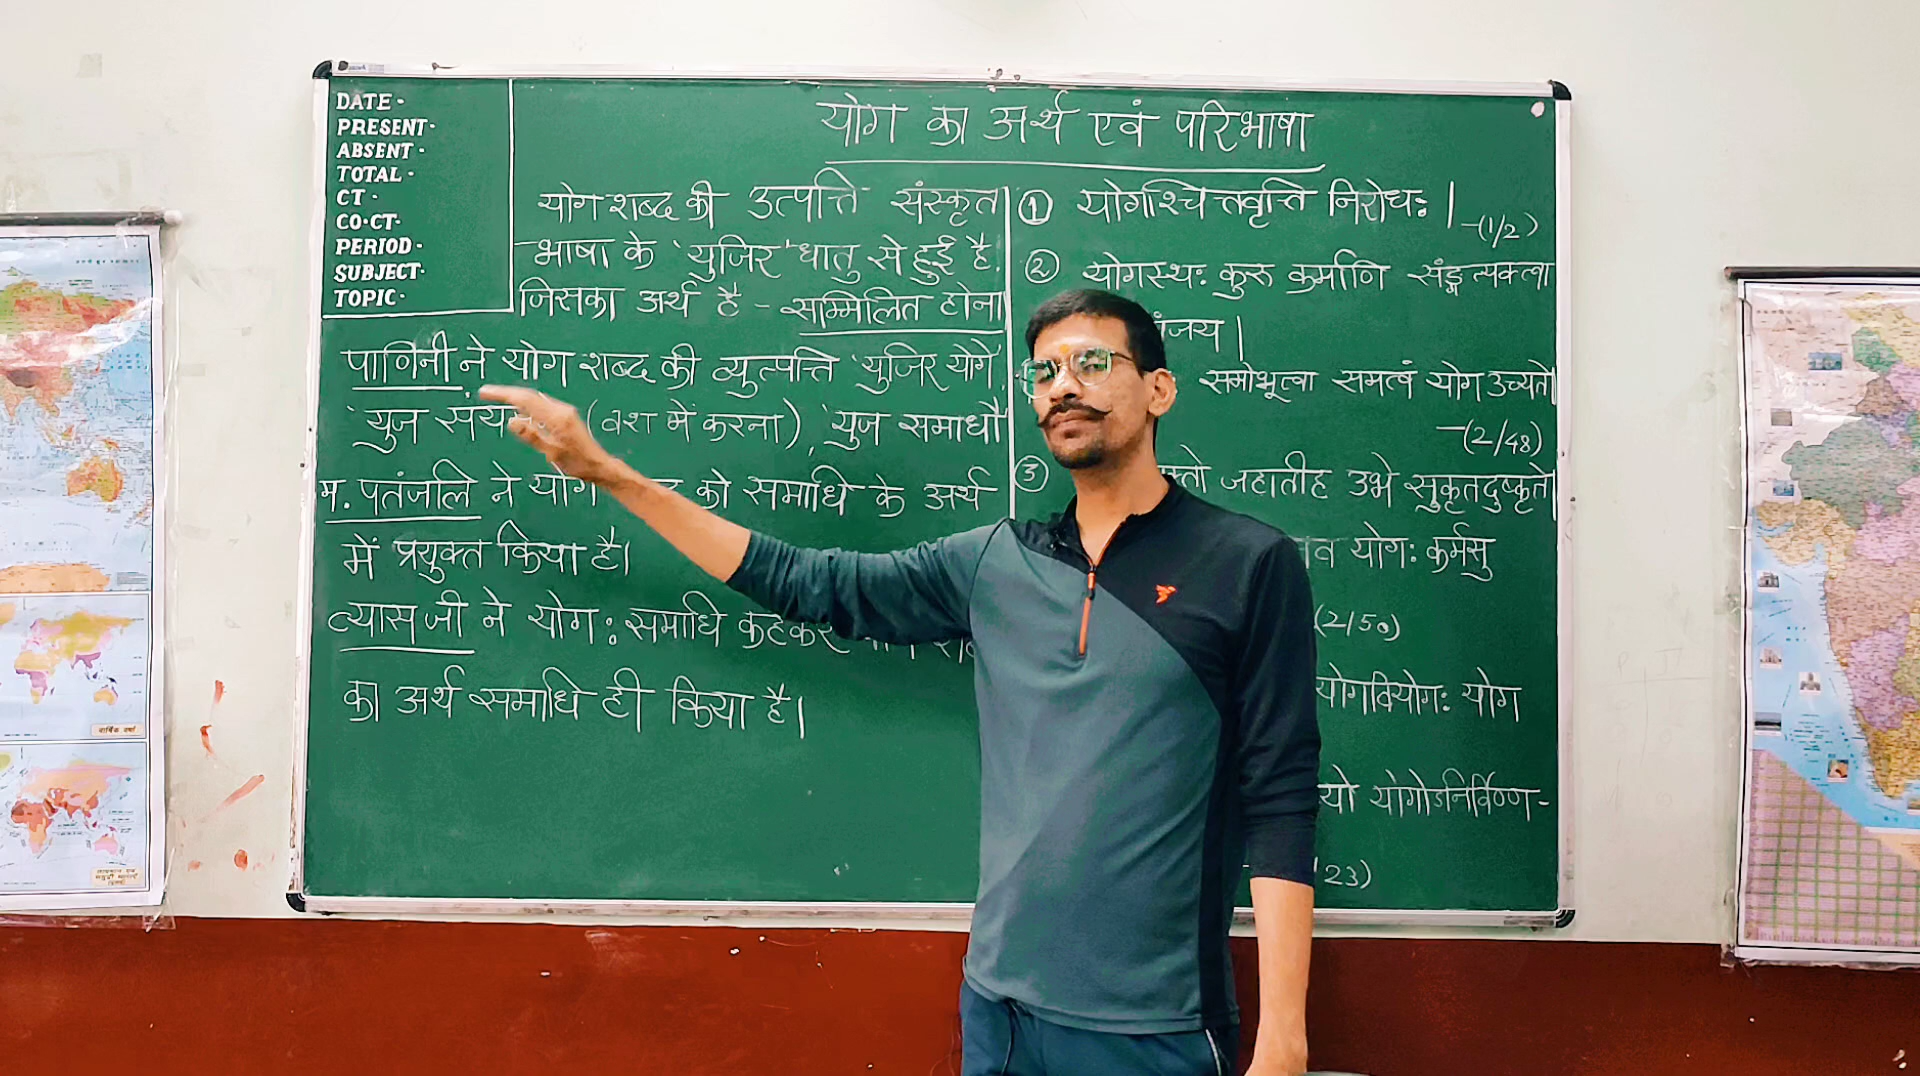 DATE -
PRESENT-
ABSENT -
TOTAL -
CT -
CO-CT-
PERIOD -
SUBJECT-
TOPIC-
योग का अर्थ एवं परिभाषा
योग शब्द की उत्पत्ति संस्कृत
भाषा के 'युजिर' धातु से हुई है,
जिसका अर्थ है - सम्मिलित होना
पाणिनी ने योग शब्द की व्युत्पत्ति 'युजिर योगे',
'युज (वश में करना), 'युज समाधौ
म. पतंजलि ने योग को समाधि के अर्थ
में प्रयुक्त किया है।
व्यास जी ने योग: समाधि कहकर
का अर्थ समाधि ही किया है।
① योगश्चित्तवृत्ति निरोध: |
-(1/2)
② योगस्थ: कुरु कर्माणि संङ्ग त्यक्त्वा
समोभूत्वा समत्वं योग उच्यते
-(2/48)
③ जहातीह उभे सुकृतदुष्कृते
योग: कर्मसु
(2/50)
योग
योगोऽनिर्विण्ण-
23)
वार्षिक वर्षा